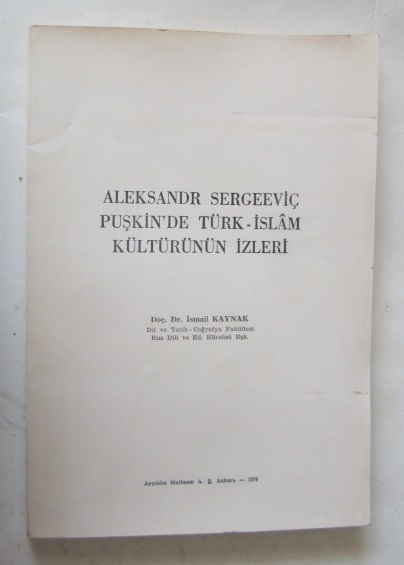 ALEKSANDR SERGEEVİÇ
PUŞKİN'DE TÜRK-İSLÂM
KÜLTÜRÜNÜN İZLERİ
Doç. Dr. İsmail KAYNAK
Dil ve Tarih-Coğrafya Fakültesi
Rus Dili ve Ed. Kürsüsü Bşk.
Ayyıldız Matbaası A. Ş. Ankara — 1978